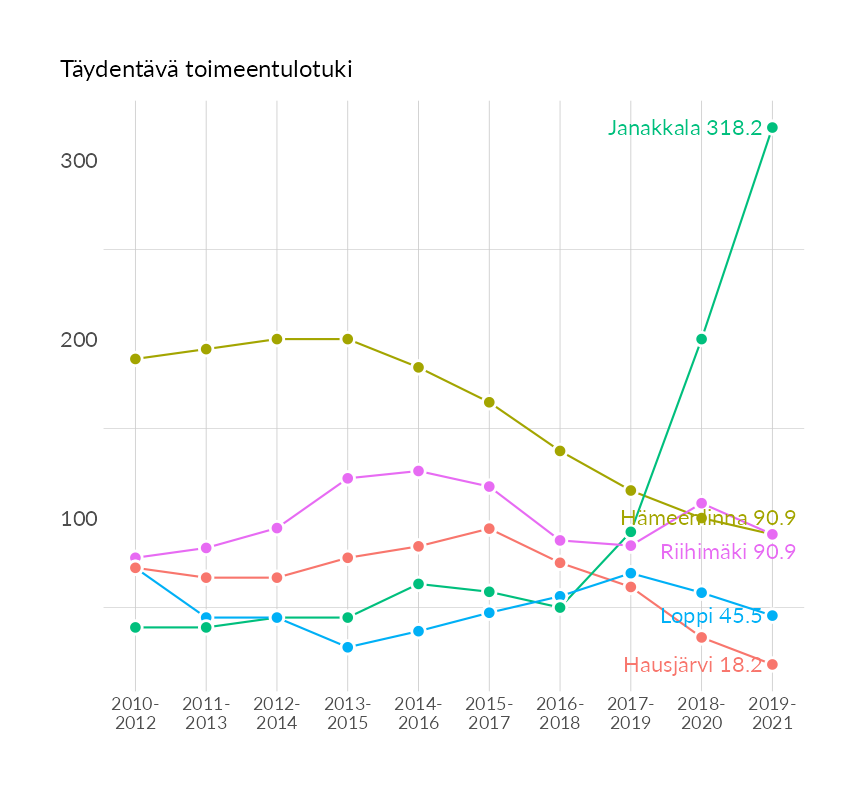 Täydentävä toimeentulotuki
Janakkala 318.2
300
200
100
Hämeenlinna 90.9
Riihimäki 90.9
Loppi 45.5
Hausjärvi 18.2
2010- 2011- 2012- 2013- 2014- 2015- 2016- 2017- 2018- 2019-
2012 2013 2014 2015 2016 2017 2018 2019 2020 2021